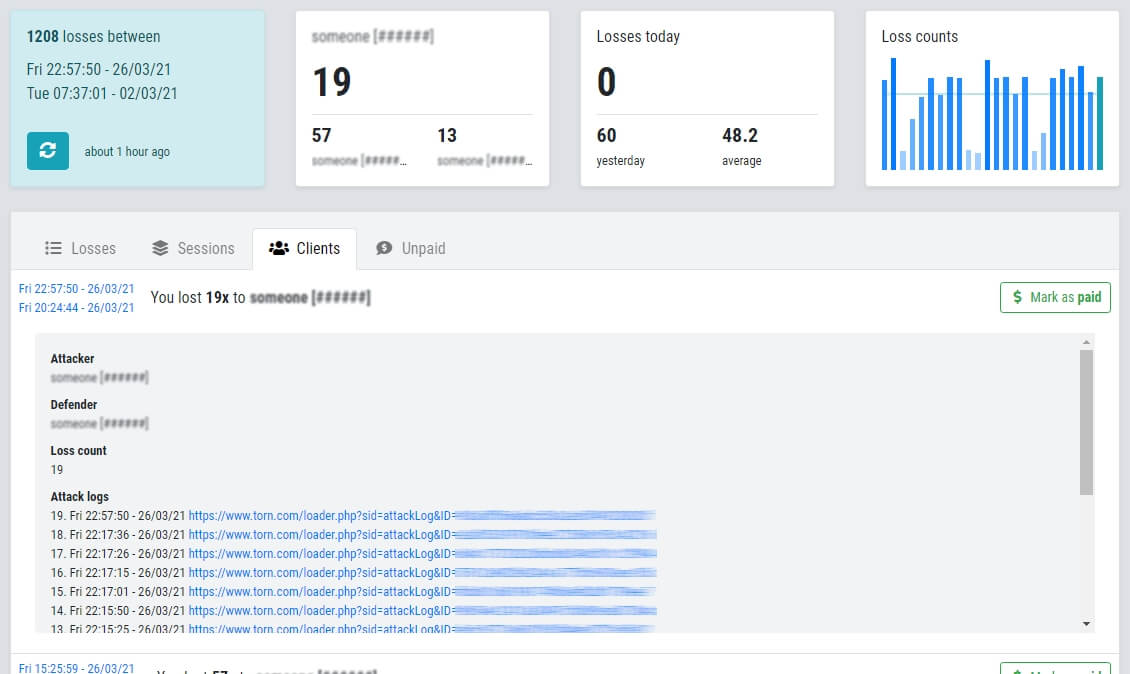 1208 losses between
Fri 22:57:50 - 26/03/21
Tue 07:37:01 - 02/03/21
about 1 hour ago
someone [######]
19
57
someone [#####…
13
someone [#####…
Losses today
0
60
yesterday
48.2
average
Loss counts
Losses
Sessions
Clients
Unpaid
Fri 22:57:50 - 26/03/21
Fri 20:24:44 - 26/03/21
You lost 19x to someone [######]
$ Mark as paid
Attacker
someone [######]
Defender
someone [######]
Loss count
19
Attack logs
19. Fri 22:57:50 - 26/03/21 https://www.torn.com/loader.php?sid=attackLog&ID=
18. Fri 22:17:36 - 26/03/21 https://www.torn.com/loader.php?sid=attackLog&ID=
17. Fri 22:17:26 - 26/03/21 https://www.torn.com/loader.php?sid=attackLog&ID=
16. Fri 22:17:15 - 26/03/21 https://www.torn.com/loader.php?sid=attackLog&ID=
15. Fri 22:17:01 - 26/03/21 https://www.torn.com/loader.php?sid=attackLog&ID=
14. Fri 22:15:50 - 26/03/21 https://www.torn.com/loader.php?sid=attackLog&ID=
13. Fri 22:15:25 - 26/03/21 https://www.torn.com/loader.php?sid=attackLog&ID=
Fri 15:25:59 - 26/03/21
You lost 57x to someone [######]
$ Mark as paid